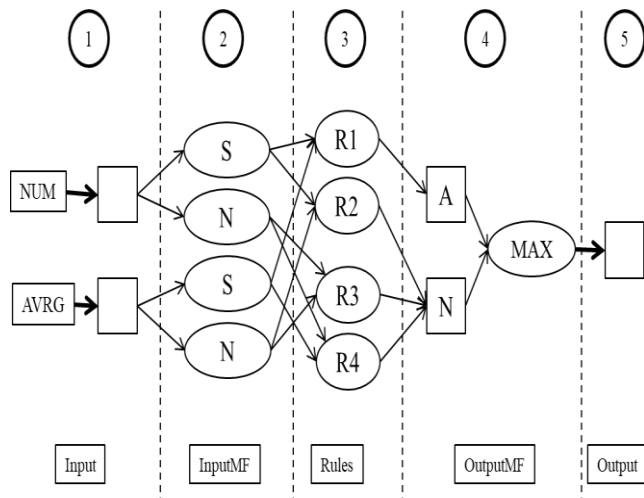 1
2
3
4
5
NUM
S
R1
A
N
R2
MAX
AVRG
S
R3
N
N
R4
Input
InputMF
Rules
OutputMF
Output